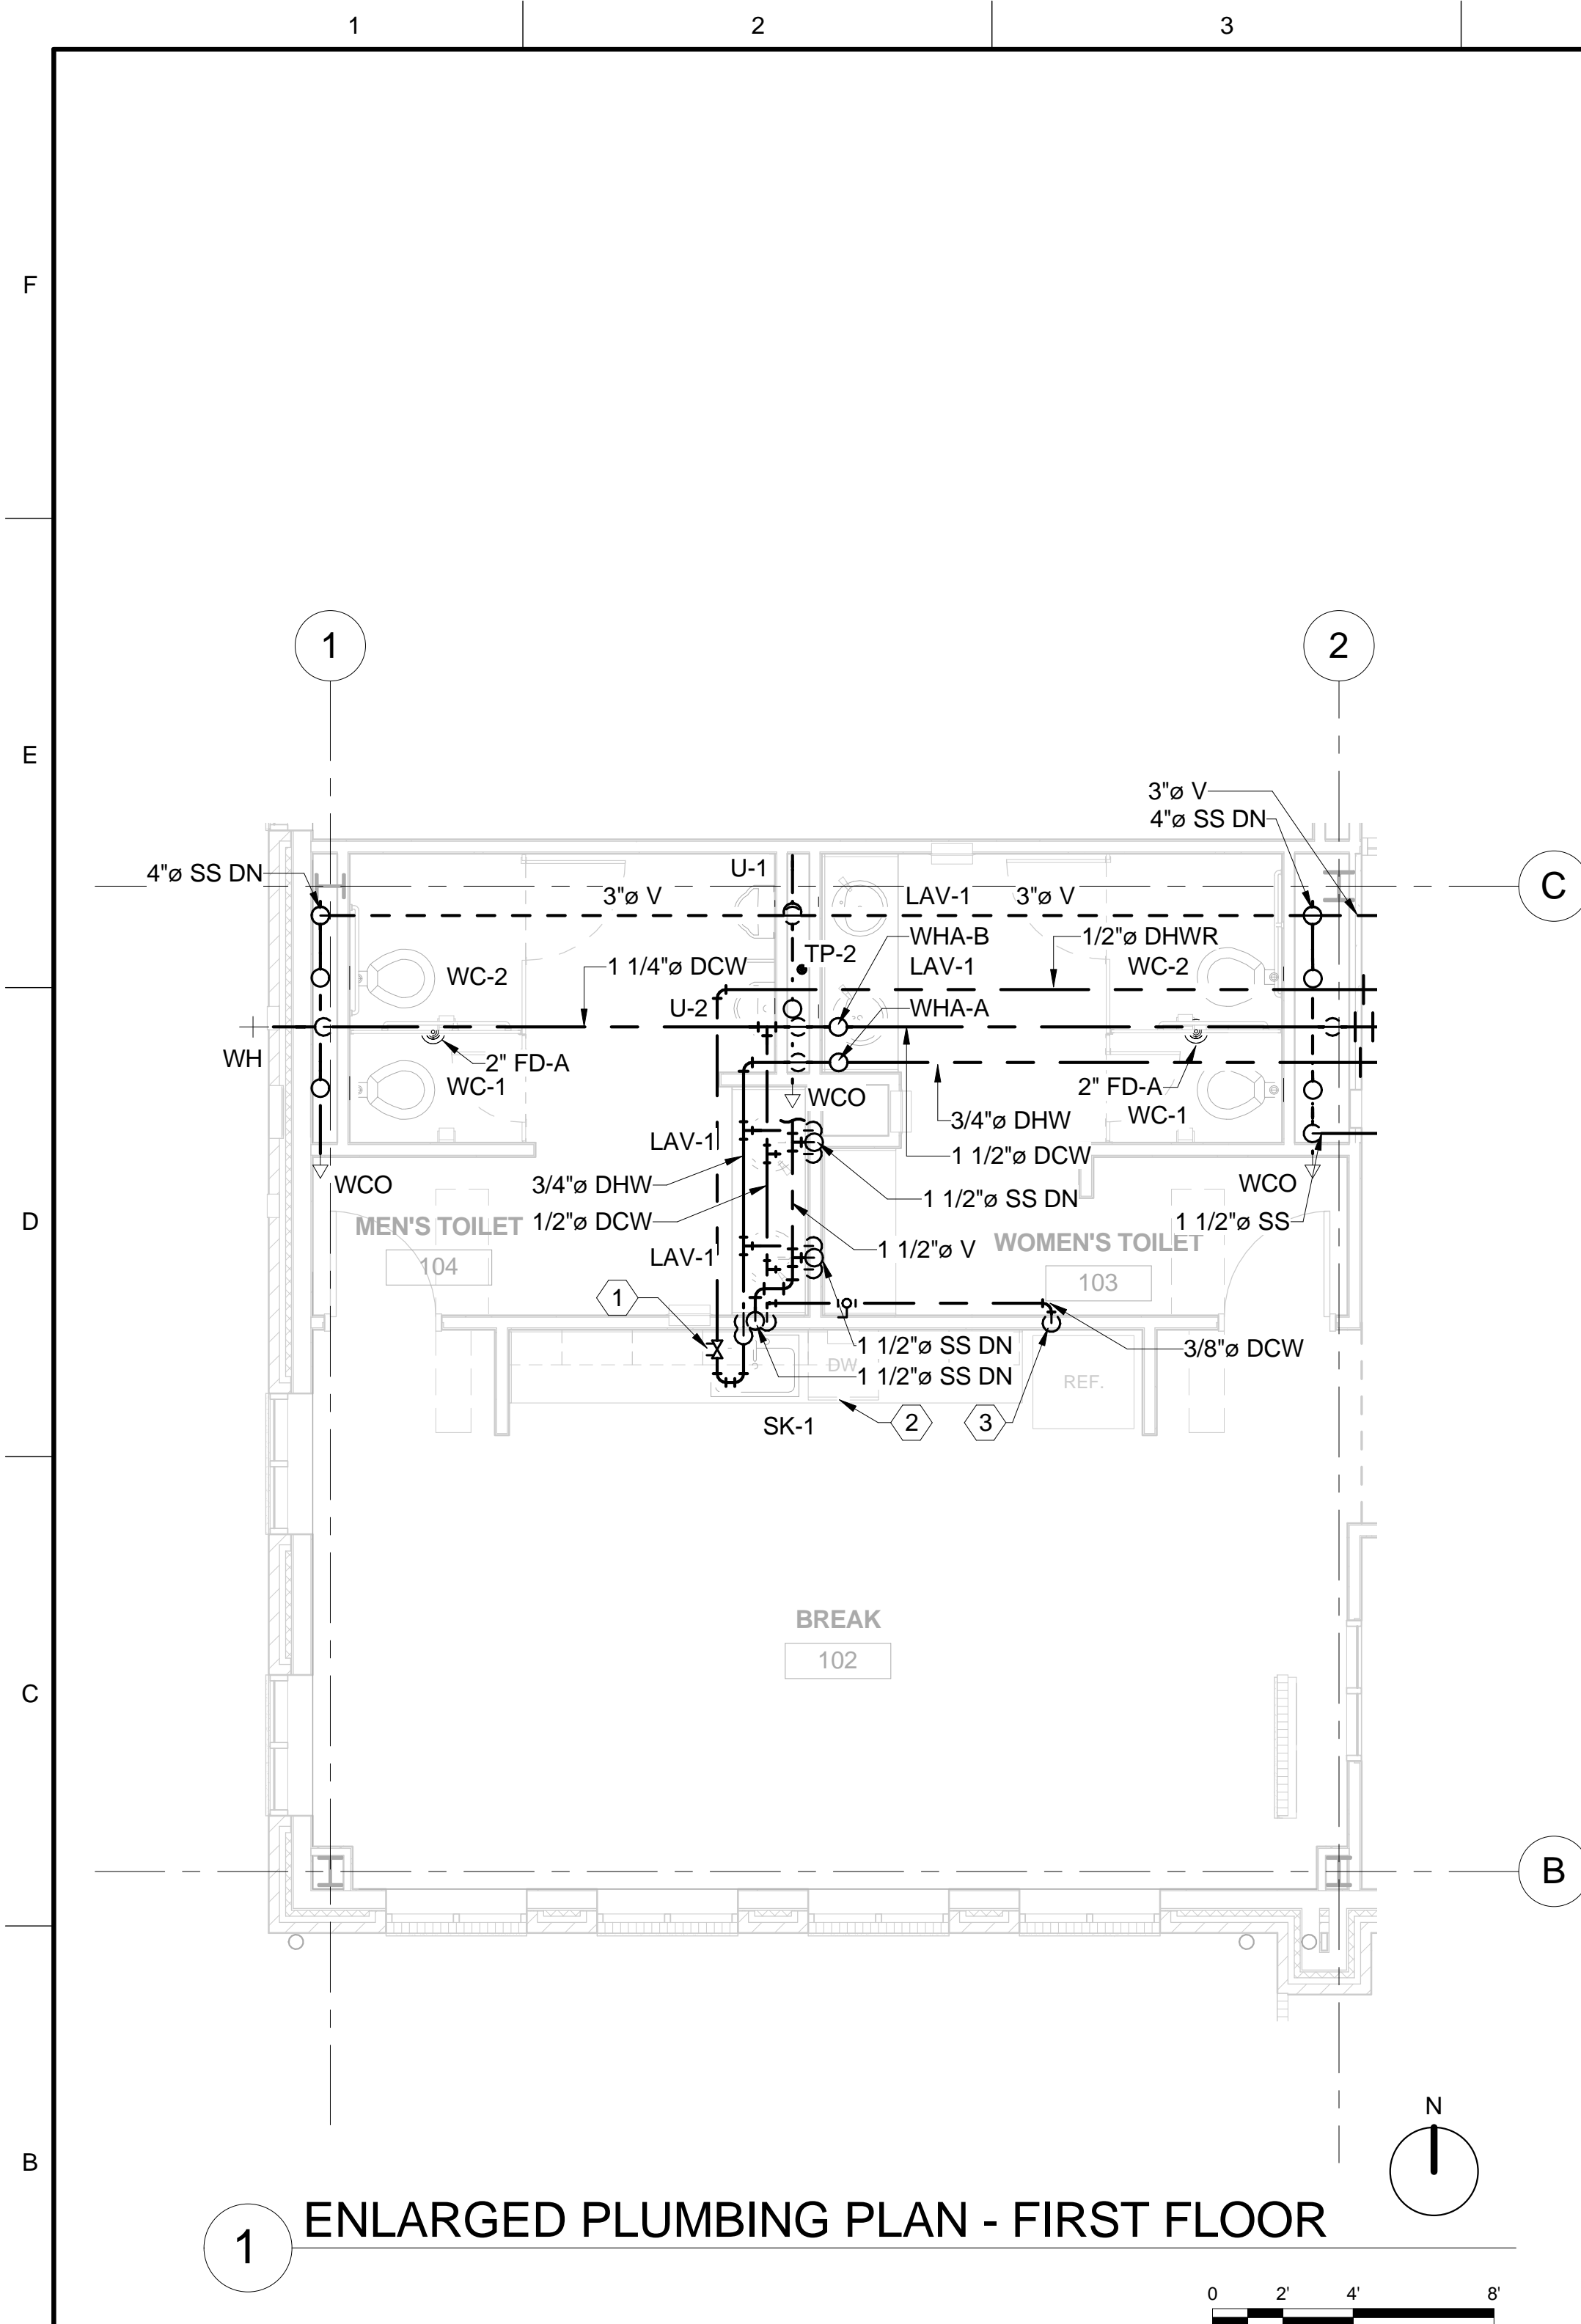 1 2 3
F
E
D
C
B
1 2
3"ø V
4"ø SS DN
C
4"ø SS DN
U-1
3"ø V
LAV-1
3"ø V
WHA-B
1/2"ø DHWR
TP-2
WC-2
1 1/4"ø DCW
LAV-1
WC-2
U-2
WHA-A
WH
2" FD-A
WC-1
WCO
2" FD-A
WC-1
3/4"ø DHW
LAV-1
1 1/2"ø DCW
WCO
3/4"ø DHW
1 1/2"ø SS DN
WCO
MEN'S TOILET
104
1/2"ø DCW
1 1/2"ø SS
LAV-1
1 1/2"ø V
WOMEN'S TOILET
103
1
1 1/2"ø SS DN
3/8"ø DCW
DW
1 1/2"ø SS DN
REF.
SK-1
2
3
BREAK
102
B
N
1
ENLARGED PLUMBING PLAN - FIRST FLOOR
0 2' 4' 8'